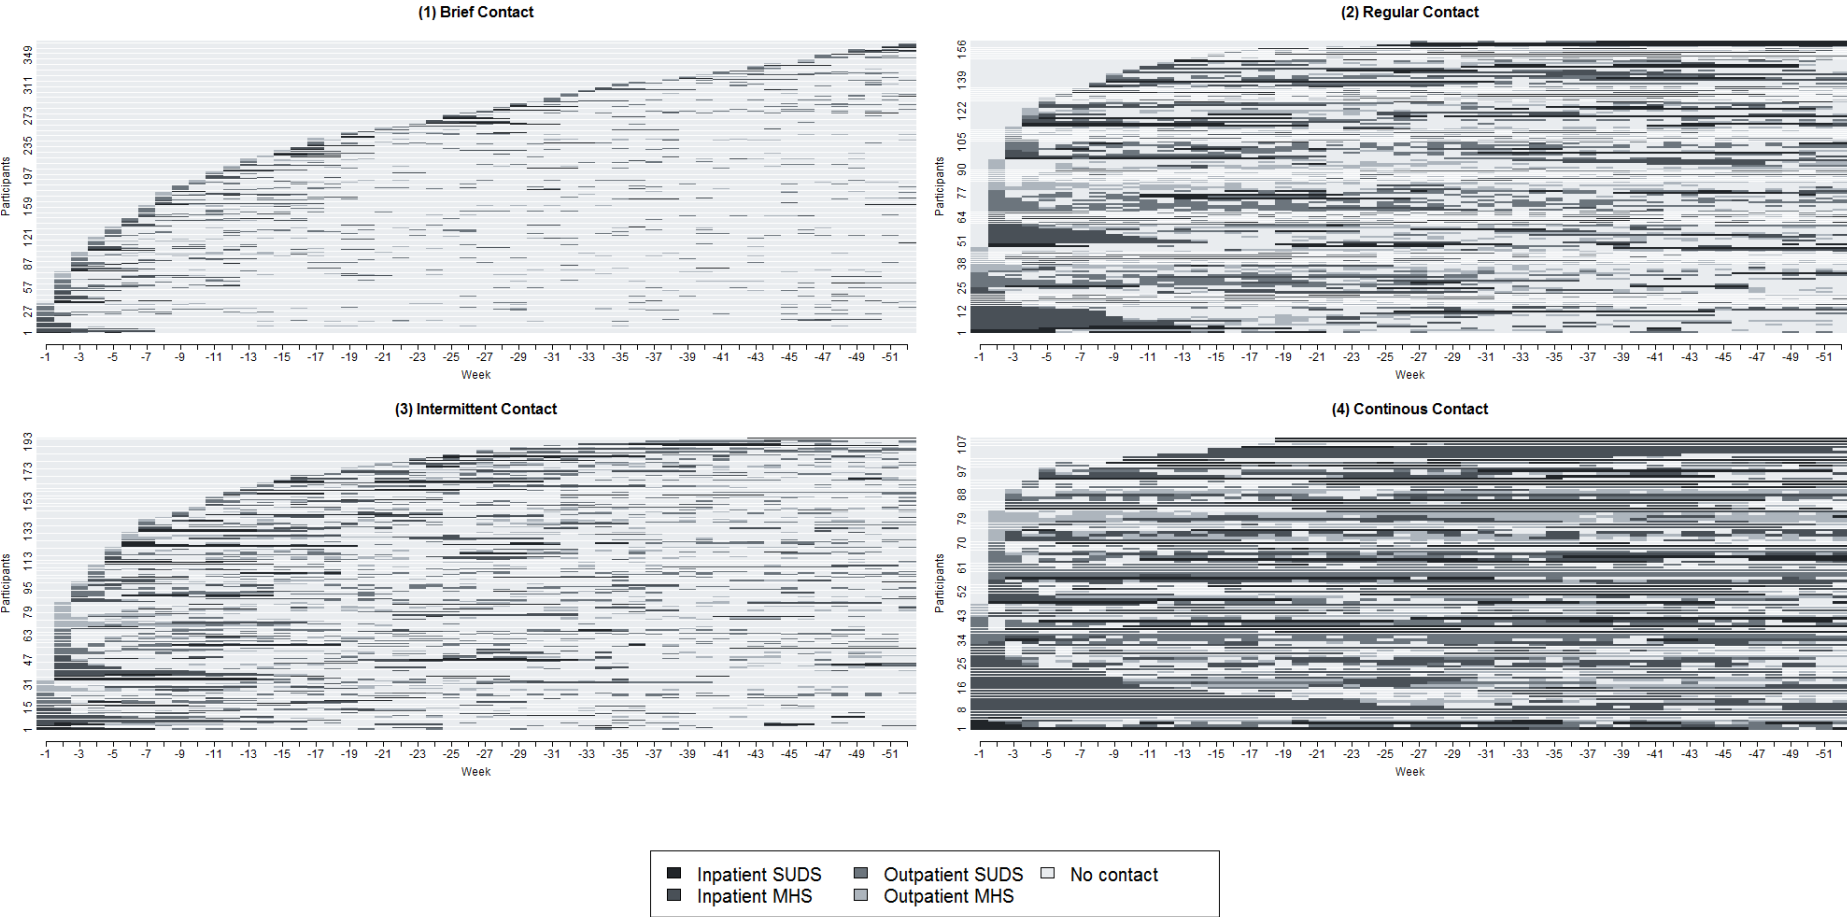 (1) Brief Contact
Participants
349
311
273
235
197
159
121
87
57
27
1
-1 -3 -5 -7 -9 -11 -13 -15 -17 -19 -21 -23 -25 -27 -29 -31 -33 -35 -37 -39 -41 -43 -45 -47 -49 -51
Week
(2) Regular Contact
Participants
156
139
122
105
90
77
64
51
38
25
12
1
-1 -3 -5 -7 -9 -11 -13 -15 -17 -19 -21 -23 -25 -27 -29 -31 -33 -35 -37 -39 -41 -43 -45 -47 -49 -51
Week
(3) Intermittent Contact
Participants
193
173
153
133
113
95
79
63
47
31
15
1
-1 -3 -5 -7 -9 -11 -13 -15 -17 -19 -21 -23 -25 -27 -29 -31 -33 -35 -37 -39 -41 -43 -45 -47 -49 -51
Week
(4) Continous Contact
Participants
107
97
88
79
70
61
52
43
34
25
16
8
1
-1 -3 -5 -7 -9 -11 -13 -15 -17 -19 -21 -23 -25 -27 -29 -31 -33 -35 -37 -39 -41 -43 -45 -47 -49 -51
Week
Inpatient SUDS Outpatient SUDS No contact
Inpatient MHS Outpatient MHS